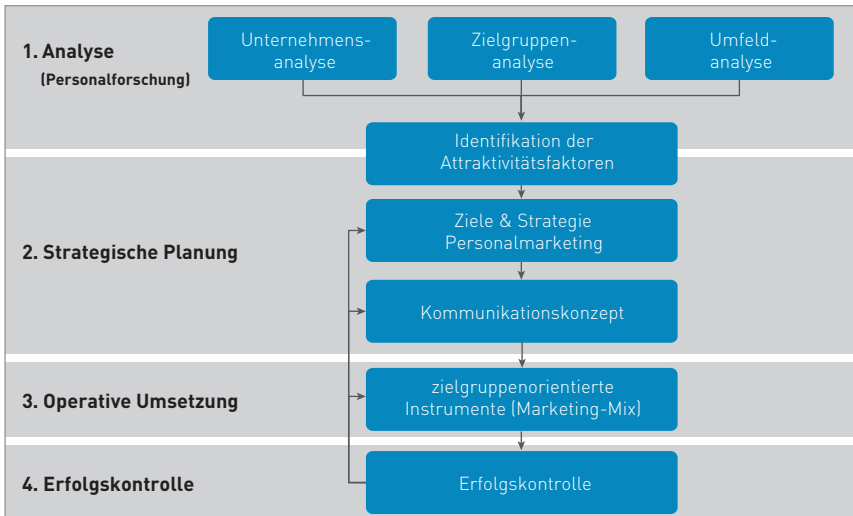 1. Analyse
(Personalforschung)
Unternehmens-
analyse
Zielgruppen-
analyse
Umfeld-
analyse
Identifikation der
Attraktivitätsfaktoren
2. Strategische Planung
Ziele & Strategie
Personalmarketing
Kommunikationskonzept
3. Operative Umsetzung
zielgruppenorientierte
Instrumente (Marketing-Mix)
4. Erfolgskontrolle
Erfolgskontrolle